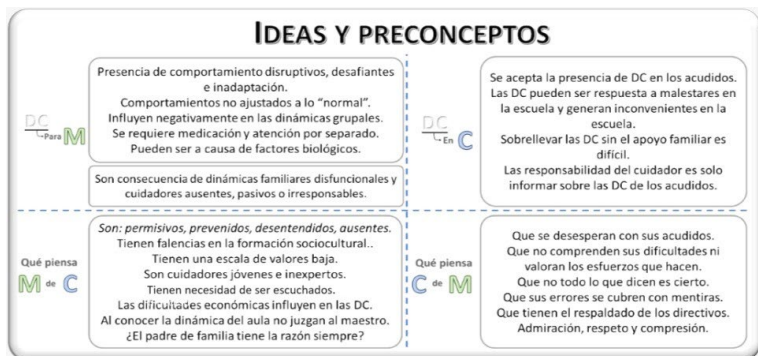 IDEAS Y PRECONCEPTOS
DC
Para M
Presencia de comportamiento disruptivos, desafiantes
e inadaptación.
Comportamientos no ajustados a lo “normal”.
Influyen negativamente en las dinámicas grupales.
Se requiere medicación y atención por separado.
Pueden ser a causa de factores biológicos.
Son consecuencia de dinámicas familiares disfuncionales y
cuidadores ausentes, pasivos o irresponsables.
DC
En C
Se acepta la presencia de DC en los acudidos.
Las DC pueden ser respuesta a malestares en
la escuela y generan inconvenientes en la
escuela.
Sobrellevar las DC sin el apoyo familiar es
difícil.
Las responsabilidad del cuidador es solo
informar sobre las DC de los acudidos.
Qué piensa
M de C
Son: permisivos, prevenidos, desentendidos, ausentes.
Tienen falencias en la formación sociocultural..
Tienen una escala de valores baja.
Son cuidadores jóvenes e inexpertos.
Tienen necesidad de ser escuchados.
Las dificultades económicas influyen en las DC.
Al conocer la dinámica del aula no juzgan al maestro.
¿El padre de familia tiene la razón siempre?
Qué piensa
C de M
Que se desesperan con sus acudidos.
Que no comprenden sus dificultades ni
valoran los esfuerzos que hacen.
Que no todo lo que dicen es cierto.
Que sus errores se cubren con mentiras.
Que tienen el respaldado de los directivos.
Admiración, respeto y compresión.